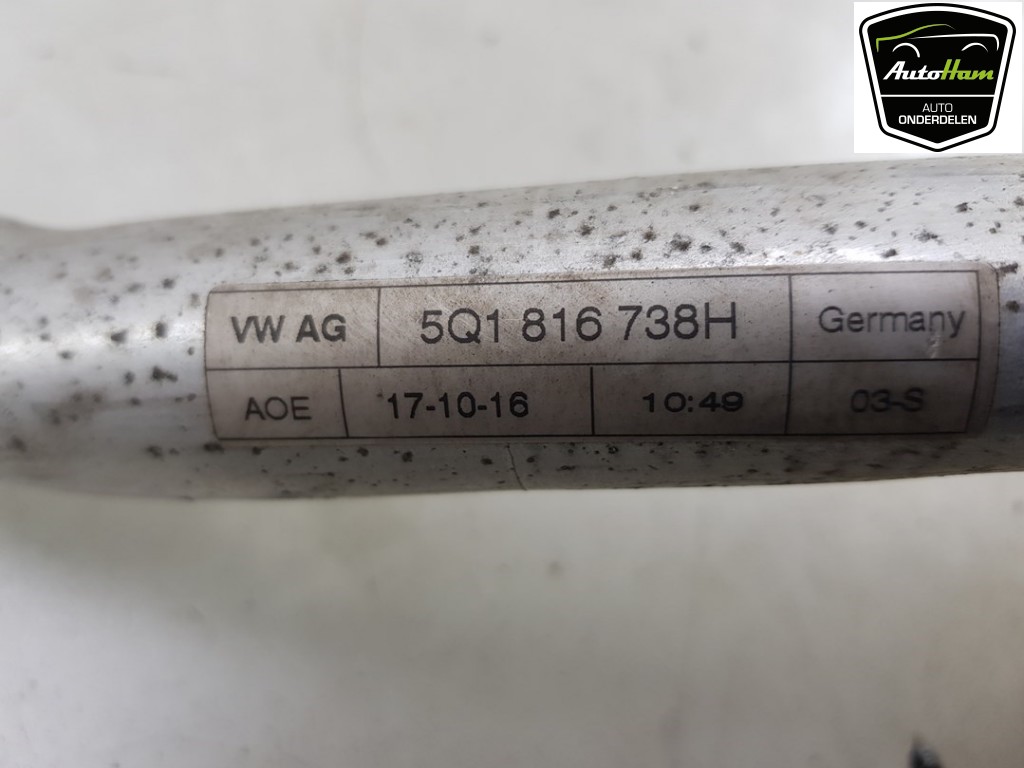 AutoHam
AUTO
ONDERDELEN
VW AG 5Q1 816 738H Germany
AOE 17-10-16 10:49 03-S